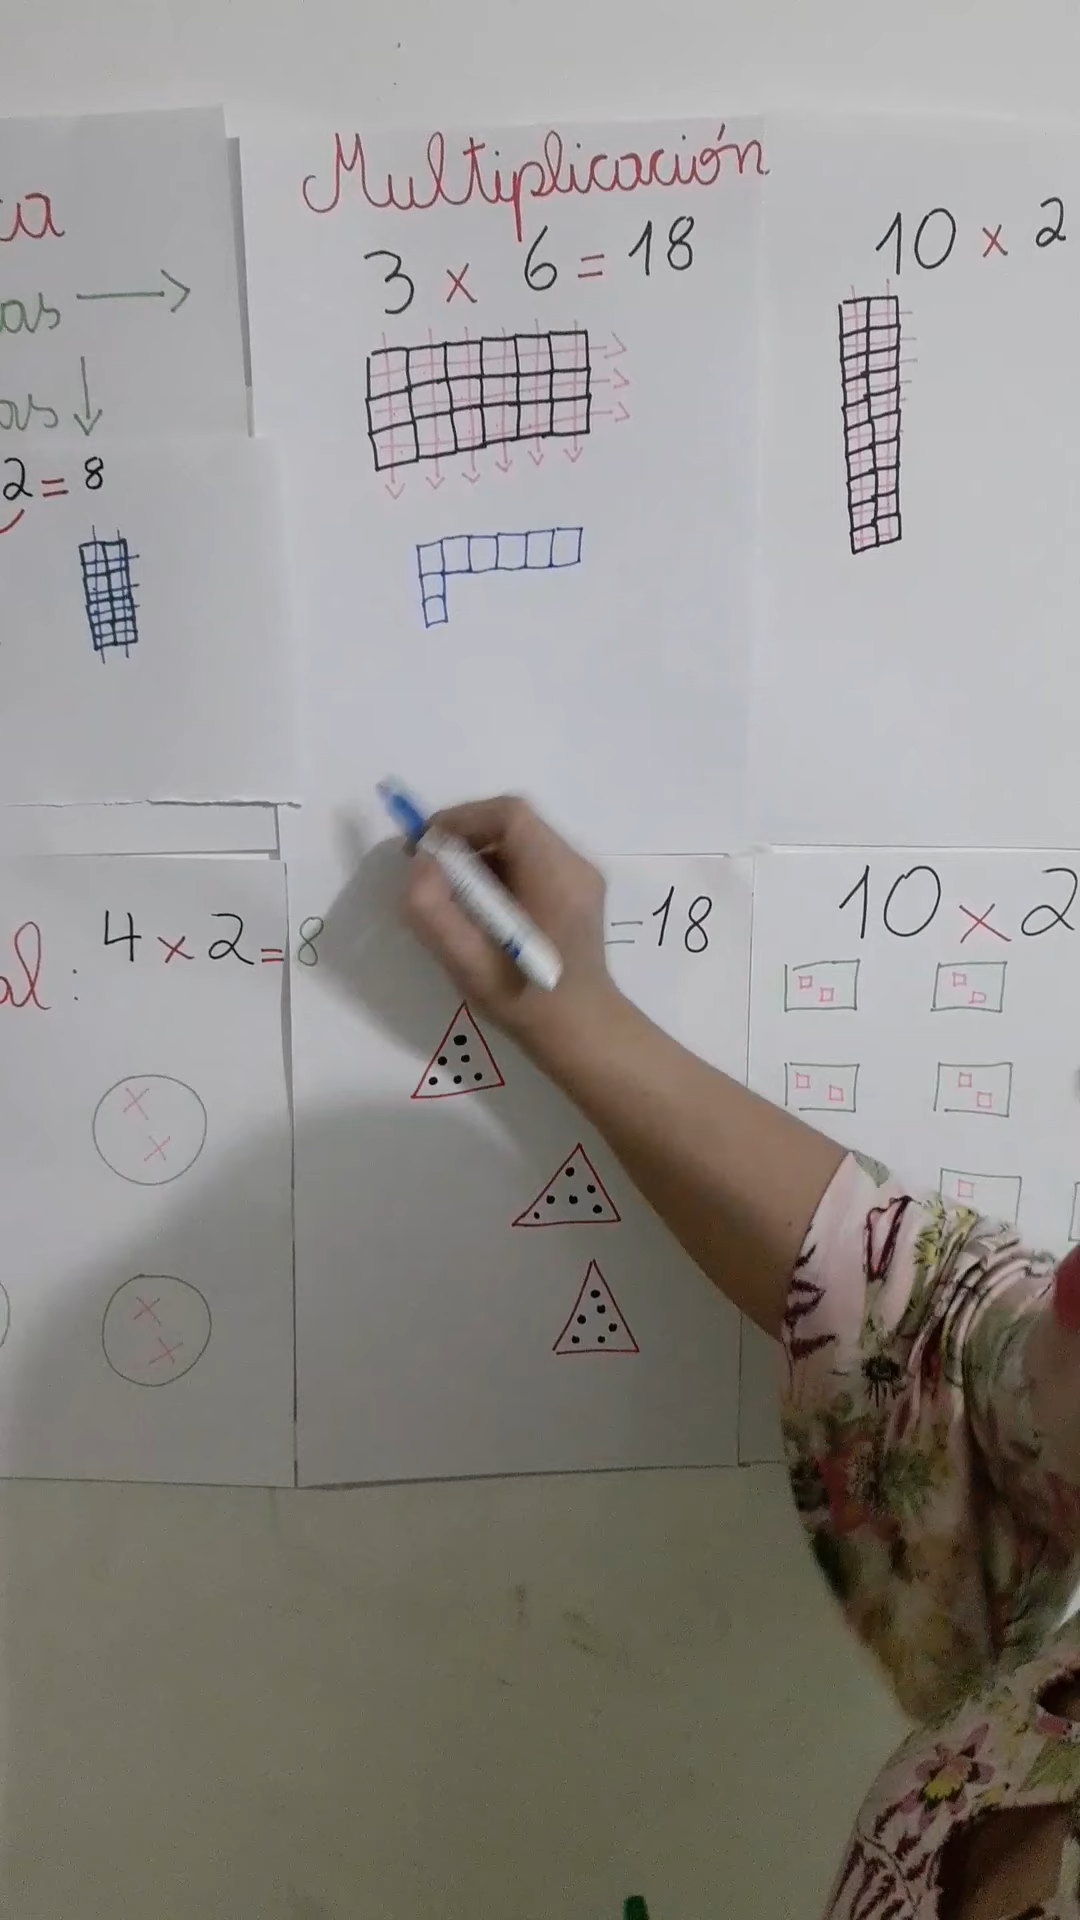 Multiplicación
3 x 6 = 18
10 x 2
2 = 8
4 x 2 = 8
= 18
10 x 2